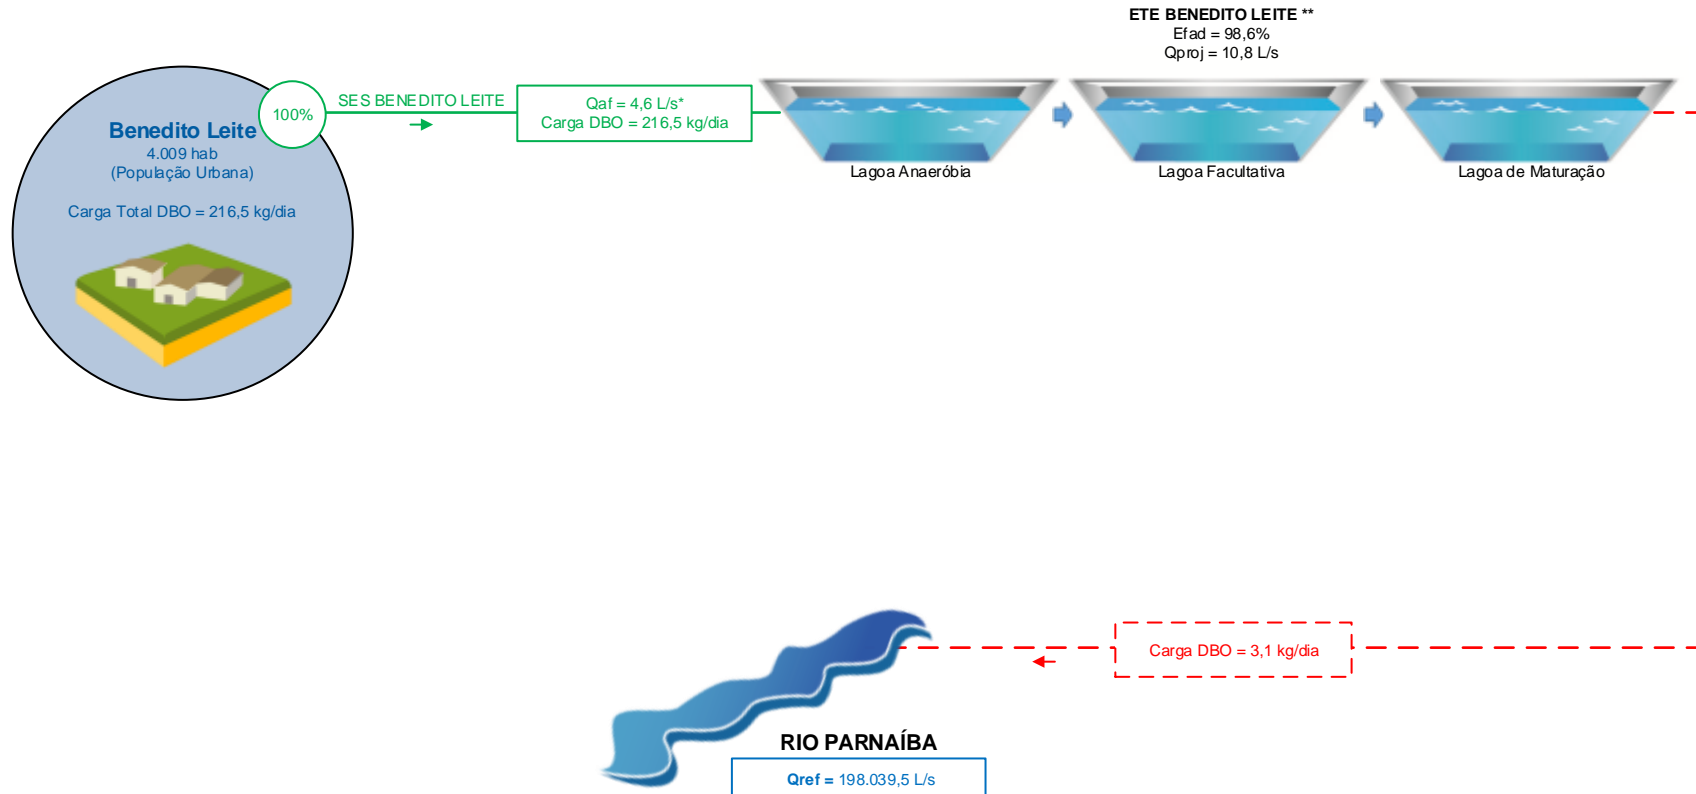 ETE BENEDITO LEITE **
Efad = 98,6%
Qproj = 10,8 L/s
100%
SES BENEDITO LEITE
Qaf = 4,6 L/s*
Carga DBO = 216,5 kg/dia
Benedito Leite
4.009 hab
(População Urbana)
Carga Total DBO = 216,5 kg/dia
Lagoa Anaeróbia
Lagoa Facultativa
Lagoa de Maturação
Carga DBO = 3,1 kg/dia
RIO PARNAÍBA
Qref = 198.039,5 L/s